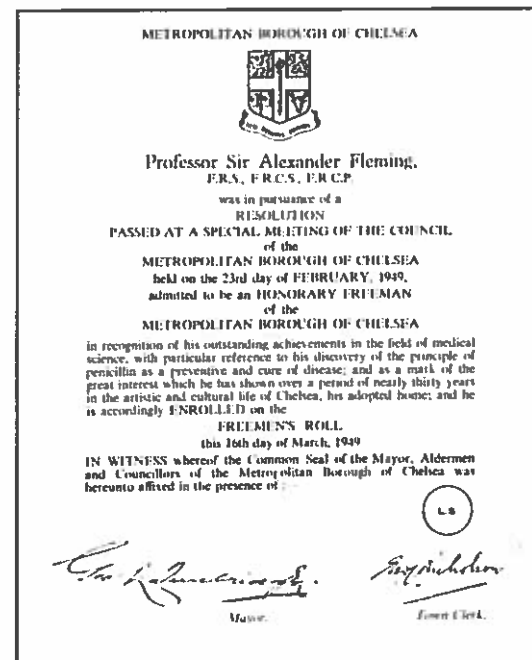 METROPOLITAN BOROUGH OF CHELSEA
Professor Sir Alexander Fleming,
F.R.S., F.R.C.S., F.R.C.P.
was in pursuance of a
RESOLUTION
PASSED AT A SPECIAL MEETING OF THE COUNCIL
of the
METROPOLITAN BOROUGH OF CHELSEA
held on the 23rd day of FEBRUARY, 1949,
admitted to be an HONORARY FREEMAN
of the
METROPOLITAN BOROUGH OF CHELSEA
in recognition of his outstanding achievements in the field of medical
science, with particular reference to his discovery of the principle of
penicillin as a preventive and cure of disease; and as a mark of the
great interest which he has shown over a period of nearly thirty years
in the artistic and cultural life of Chelsea, his adopted home; and he
is accordingly ENROLLED on the
FREEMEN'S ROLL
this 16th day of March, 1949
IN WITNESS whereof the Common Seal of the Mayor, Aldermen
and Councillors of the Metropolitan Borough of Chelsea was
hereunto affixed in the presence of :
L S
Nicholson
Mayor.
Town Clerk.